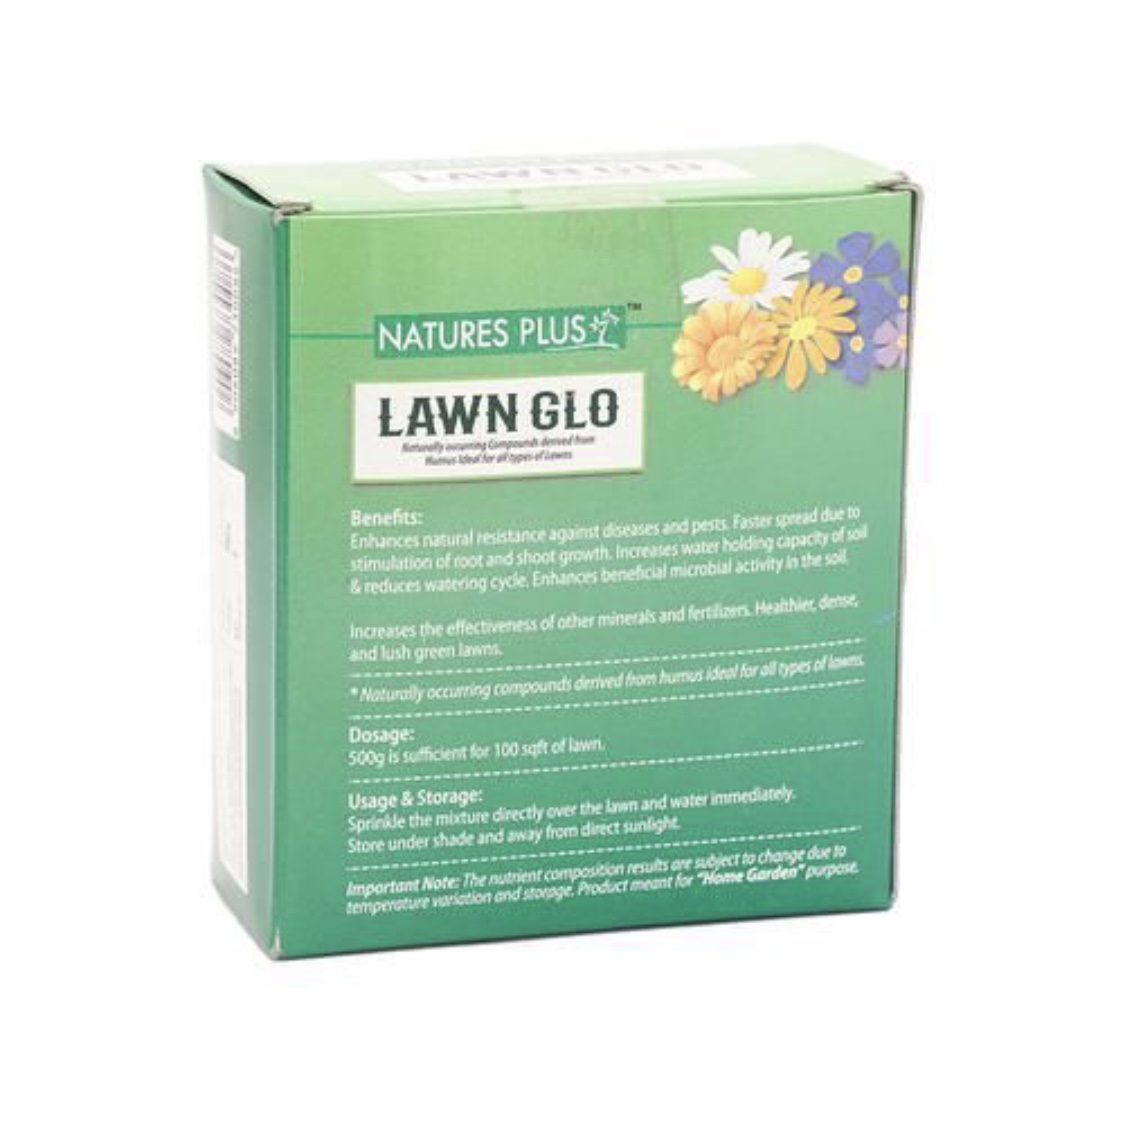 LAWN GLO
NATURES PLUS™
LAWN GLO
Naturally occurring Compounds derived from
Humus Ideal for all types of Lawns
Benefits:
Enhances natural resistance against diseases and pests. Faster spread due to
stimulation of root and shoot growth. Increases water holding capacity of soil
& reduces watering cycle. Enhances beneficial microbial activity in the soil.
Increases the effectiveness of other minerals and fertilizers. Healthier, dense,
and lush green lawns.
* Naturally occurring compounds derived from humus ideal for all types of lawns.
Dosage:
500g is sufficient for 100 sqft of lawn.
Usage & Storage:
Sprinkle the mixture directly over the lawn and water immediately.
Store under shade and away from direct sunlight.
Important Note: The nutrient composition results are subject to change due to
temperature variation and storage. Product meant for "Home Garden" purpose.